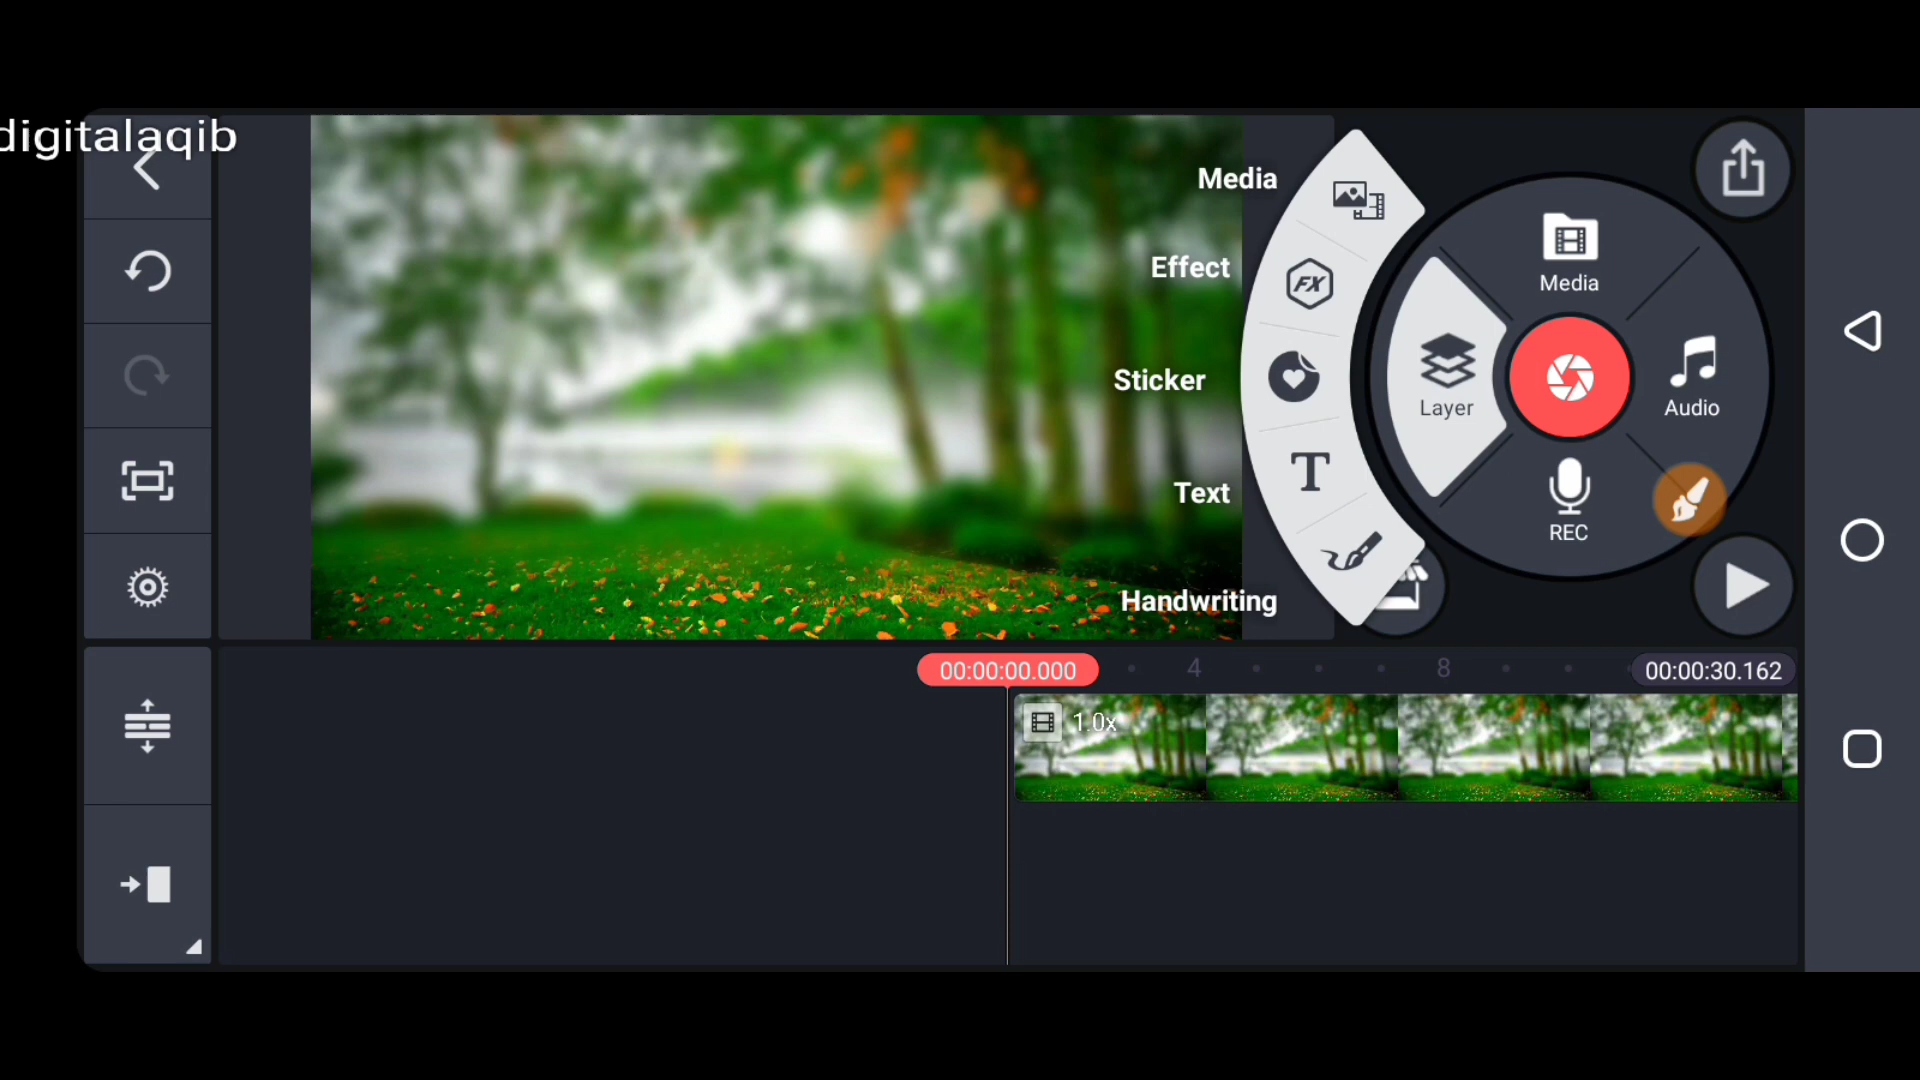 digitalaqib
Media
Effect
Sticker
Text
Handwriting
FX
T
Media
Layer
Audio
REC
00:00:00.000
4
8
00:00:30.162
1.0x